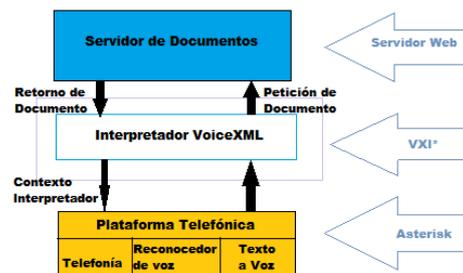 Servidor de Documentos
Servidor Web
Retorno de
Documento
Petición de
Documento
Interpretador VoiceXML
VXI*
Contexto
Interpretador
Plataforma Telefónica
Asterisk
Telefonía
Reconocedor
de voz
Texto
a Voz